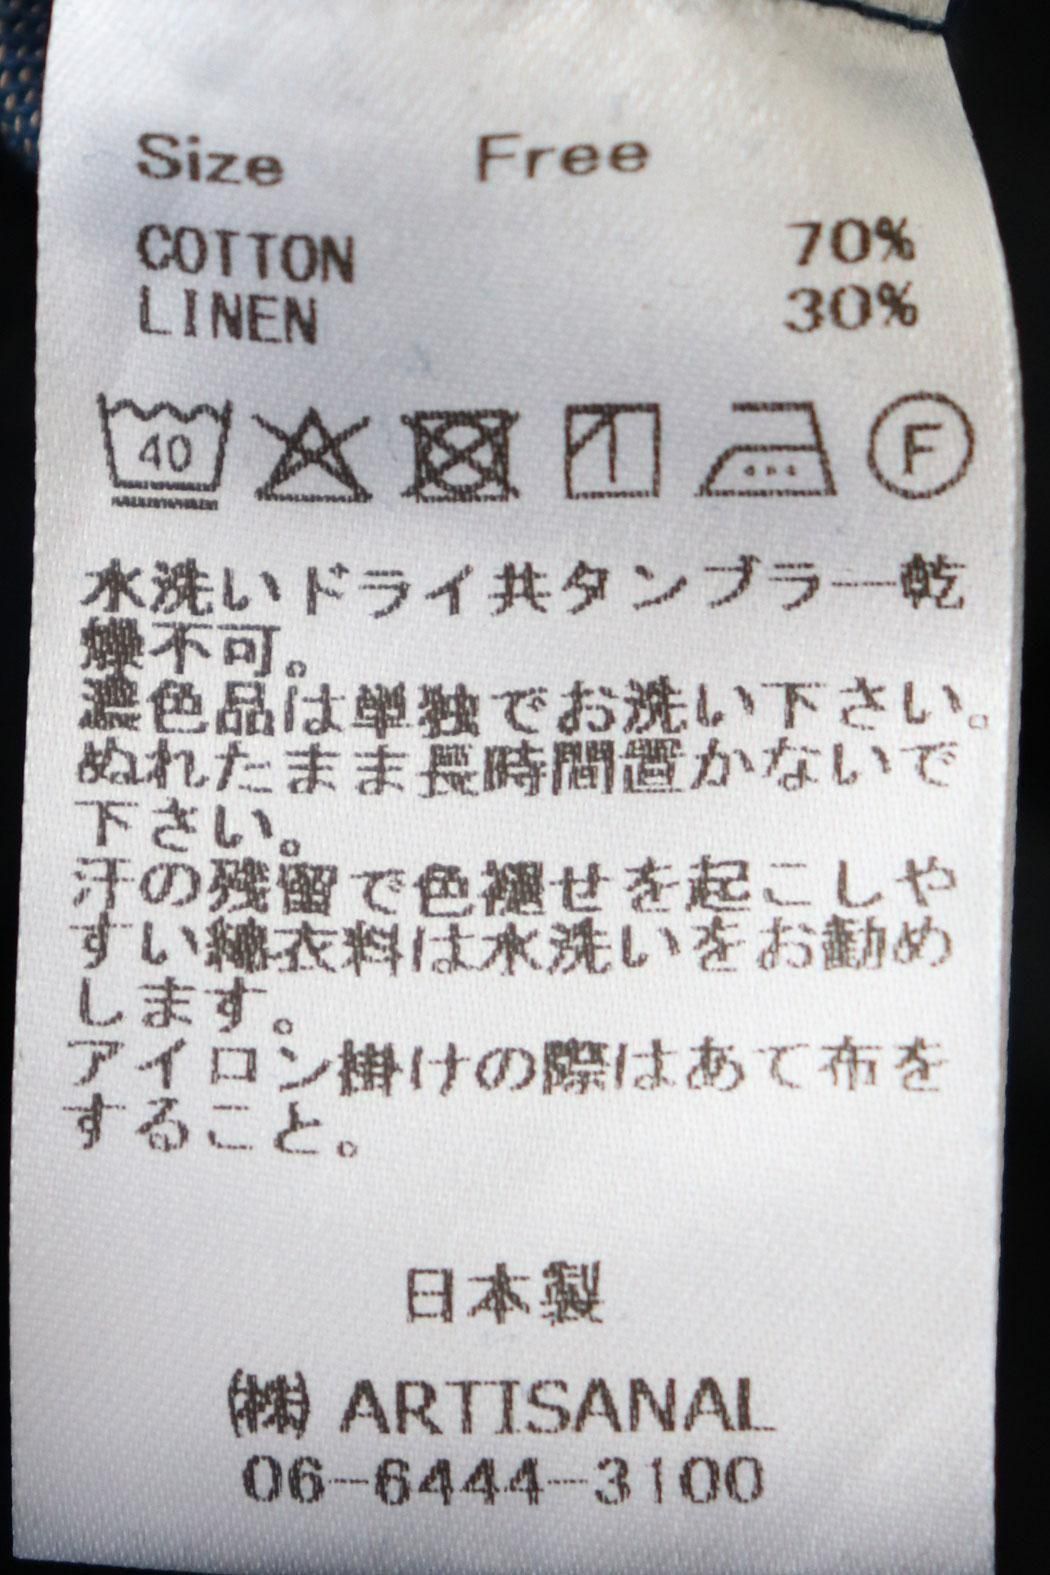 Size Free
COTTON 70%
LINEN 30%
40 F
水洗いドライ共タンブラー乾
燥不可。
濃色品は単独でお洗い下さい。
ぬれたまま長時間置かないで
下さい。
汗の残留で色褪せを起こしや
すい綿衣料は水洗いをお勧め
します。
アイロン掛けの際はあて布を
すること。
日本製
㈱ ARTISANAL
06-6444-3100